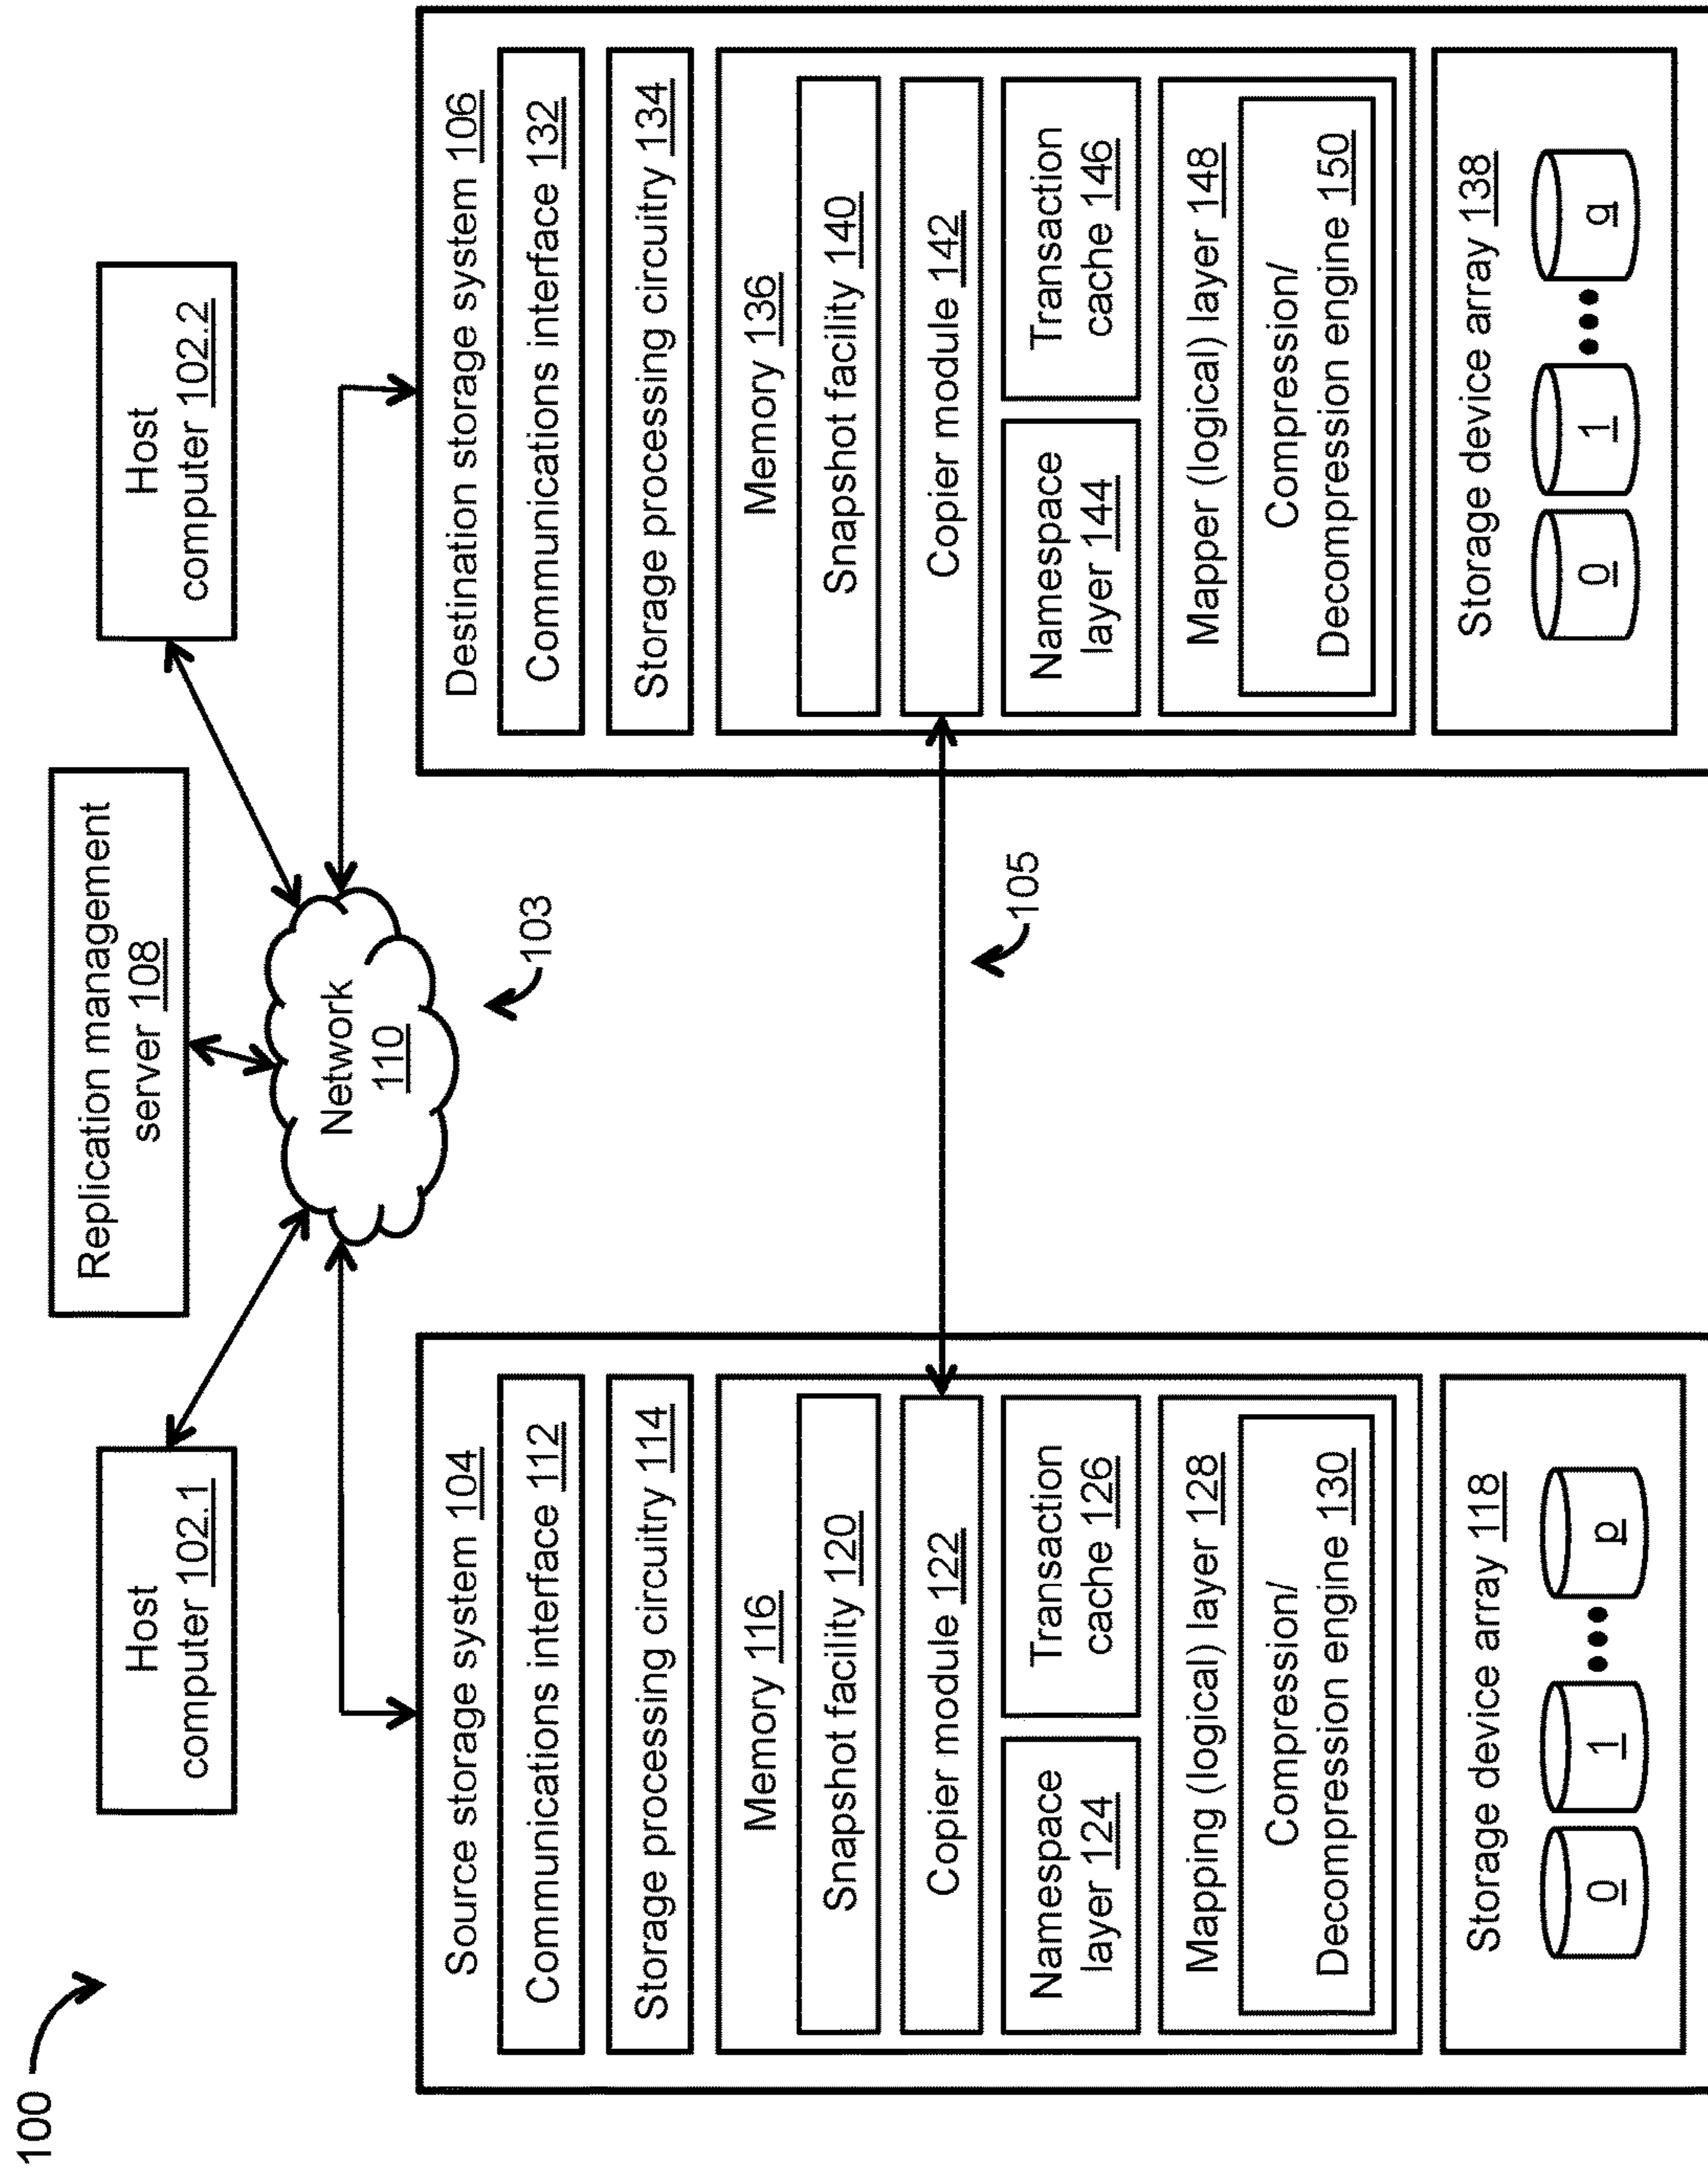 100
Host
computer 102.1
Replication management
server 108
Host
computer 102.2
Network
110
103
105
Source storage system 104
Communications interface 112
Storage processing circuitry 114
Memory 116
Snapshot facility 120
Copier module 122
Namespace
layer 124
Transaction
cache 126
Mapping (logical) layer 128
Compression/
Decompression engine 130
Storage device array 118
0
1
p
Destination storage system 106
Communications interface 132
Storage processing circuitry 134
Memory 136
Snapshot facility 140
Copier module 142
Namespace
layer 144
Transaction
cache 146
Mapper (logical) layer 148
Compression/
Decompression engine 150
Storage device array 138
0
1
q